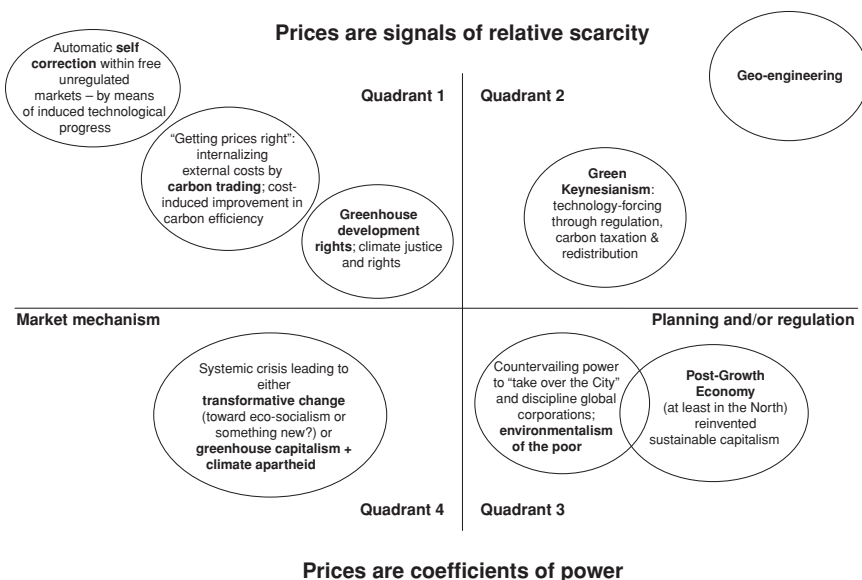 Prices are signals of relative scarcity
Automatic self
correction within free
unregulated
markets – by means
of induced technological
progress
Quadrant 1
Quadrant 2
Geo-engineering
“Getting prices right”:
internalizing
external costs by
carbon trading; cost-
induced improvement in
carbon efficiency
Greenhouse
development
rights; climate justice
and rights
Green
Keynesianism:
technology-forcing
through regulation,
carbon taxation &
redistribution
Market mechanism
Planning and/or regulation
Systemic crisis leading to
either
transformative change
(toward eco-socialism or
something new?) or
greenhouse capitalism +
climate apartheid
Countervailing power
to “take over the City”
and discipline global
corporations;
environmentalism
of the poor
Post-Growth
Economy
(at least in the North)
reinvented
sustainable capitalism
Quadrant 4
Quadrant 3
Prices are coefficients of power